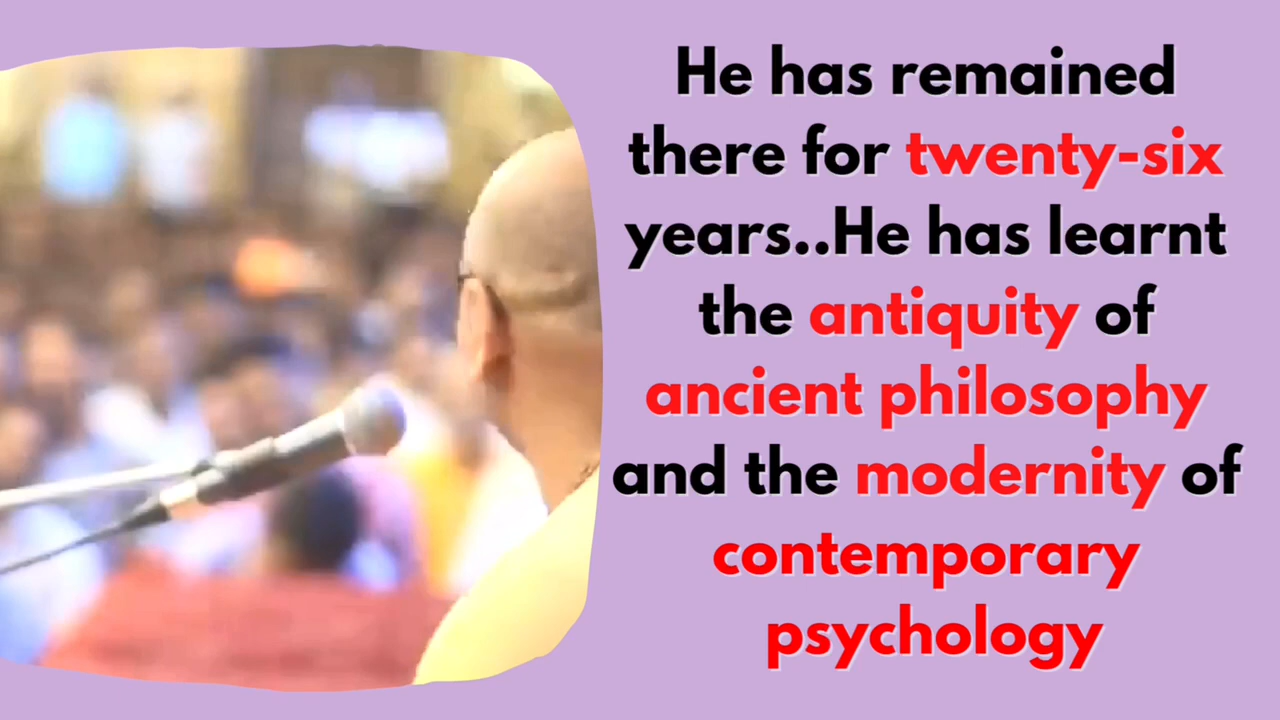 He has remained
there for twenty-six
years..He has learnt
the antiquity of
ancient philosophy
and the modernity of
contemporary
psychology